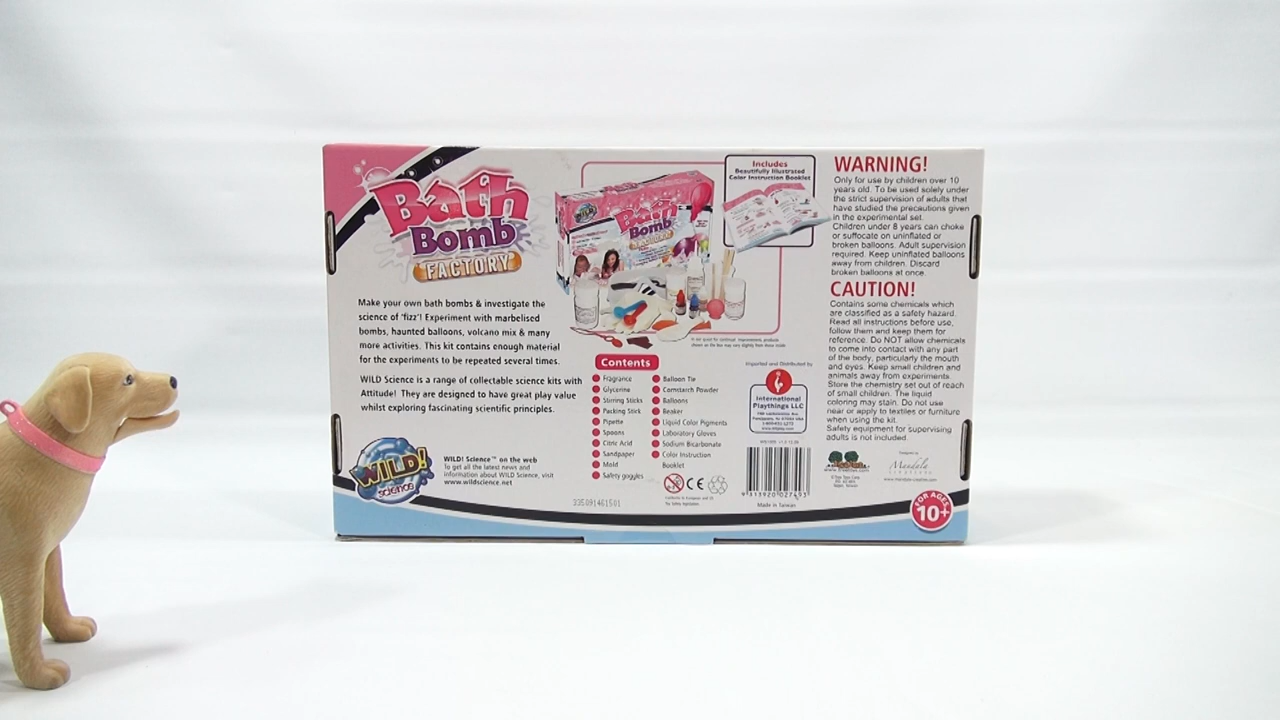 Bath
Bomb
FACTORY
Make your own bath bombs & investigate the
science of 'fizz'! Experiment with marbelised
bombs, haunted balloons, volcano mix & many
more activities. This kit contains enough material
for the experiments to be repeated several times.
WILD Science is a range of collectable science kits with
Attitude! They are designed to have great play value
whilst exploring fascinating scientific principles.
WILD!
science
WILD! Science™ on the web
To get all the latest news and
information about WILD Science, visit
www.wildscience.net
Includes
Beautifully Illustrated
Color Instruction Booklet
Bath
Bomb
Contents
Fragrance
Glycerine
Stirring Sticks
Packing Stick
Pipette
Spoons
Citric Acid
Sandpaper
Mold
Safety goggles
Balloon Tie
Cornstarch Powder
Balloons
Beaker
Liquid Color Pigments
Laboratory Gloves
Sodium Bicarbonate
Color Instruction
Booklet
335091461501
CE
Imported and Distributed by
International
Playthings LLC
9 313920 027493
Made in Taiwan
WARNING!
Only for use by children over 10
years old. To be used solely under
the strict supervision of adults that
have studied the precautions given
in the experimental set.
Children under 8 years can choke
or suffocate on uninflated or
broken balloons. Adult supervision
required. Keep uninflated balloons
away from children. Discard
broken balloons at once.
CAUTION!
Contains some chemicals which
are classified as a safety hazard.
Read all instructions before use,
follow them and keep them for
reference. Do NOT allow chemicals
to come into contact with any part
of the body, particularly the mouth
and eyes. Keep small children and
animals away from experiments.
Store the chemistry set out of reach
of small children. The liquid
coloring may stain. Do not use
near or apply to textiles or furniture
when using the kit.
Safety equipment for supervising
adults is not included.
Mandala
FOR AGES
10+